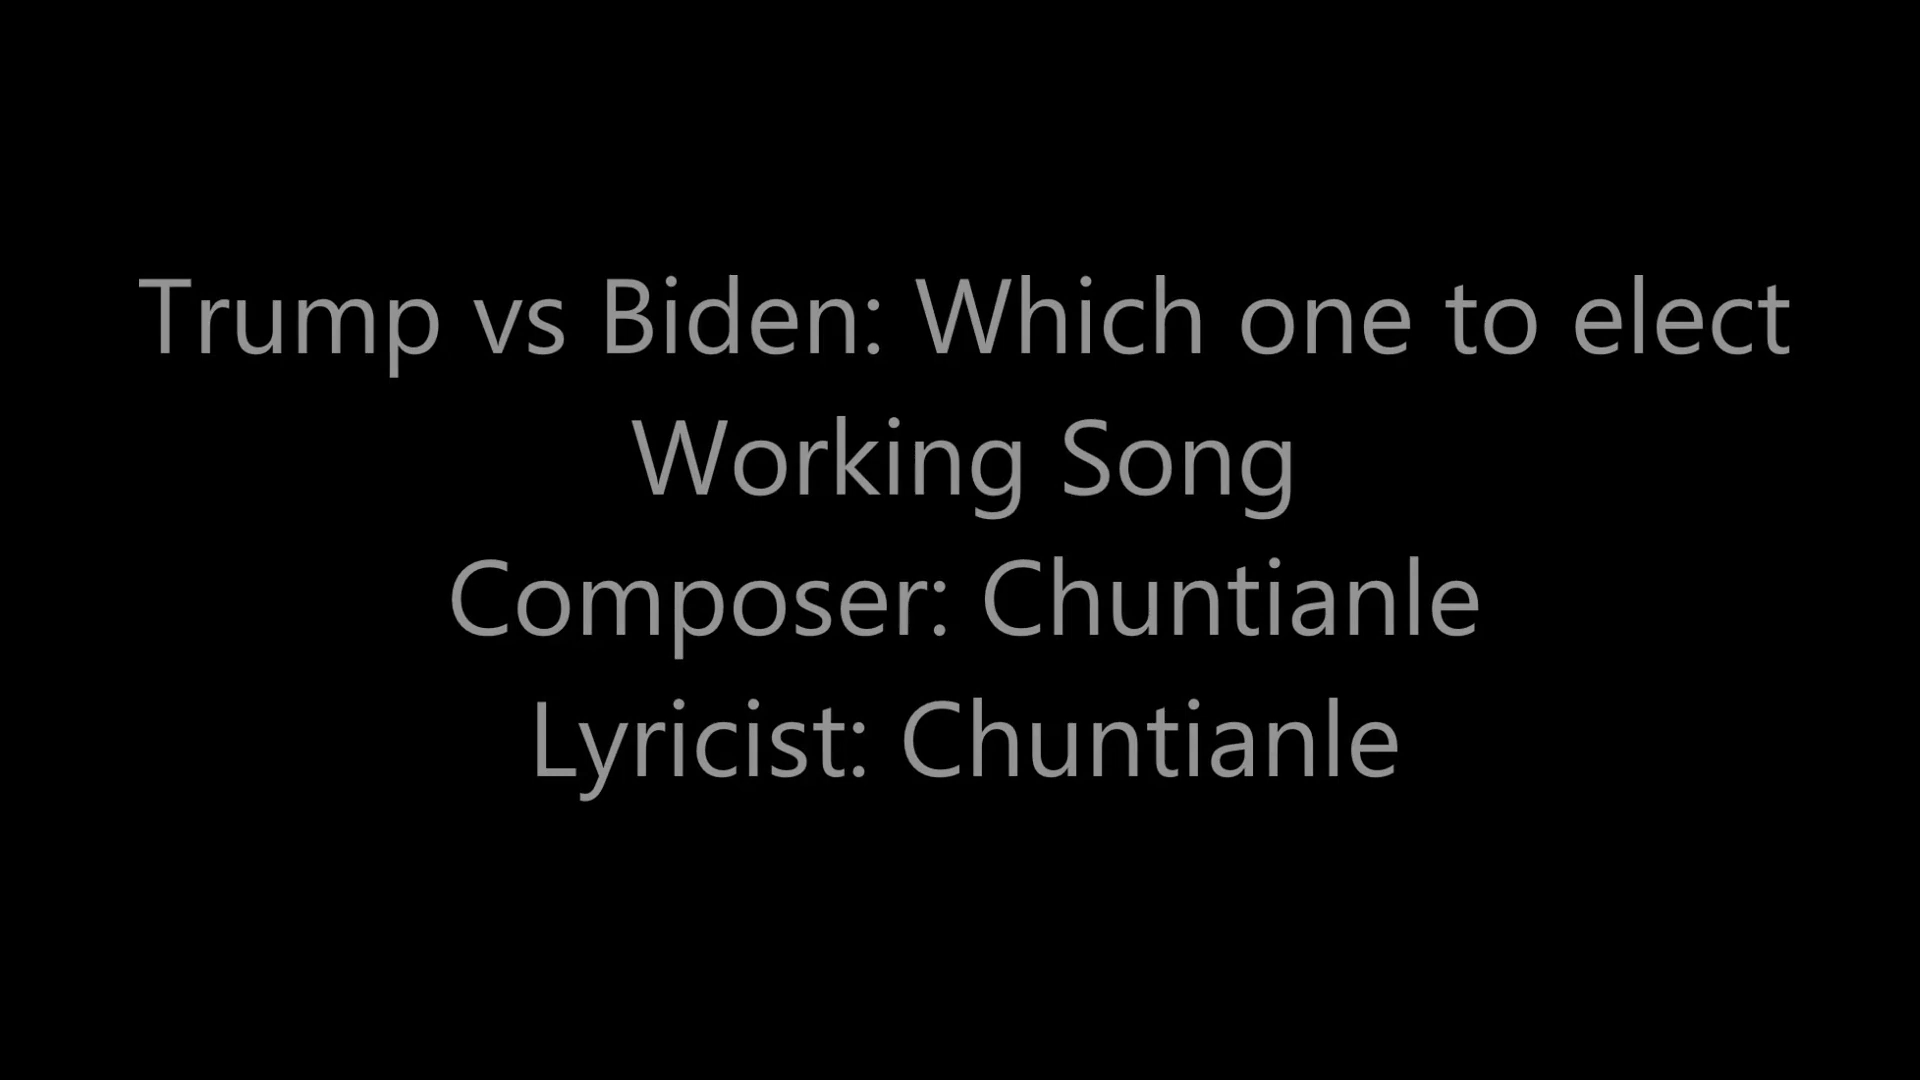 Trump vs Biden: Which one to elect
Working Song
Composer: Chuntianle
Lyricist: Chuntianle